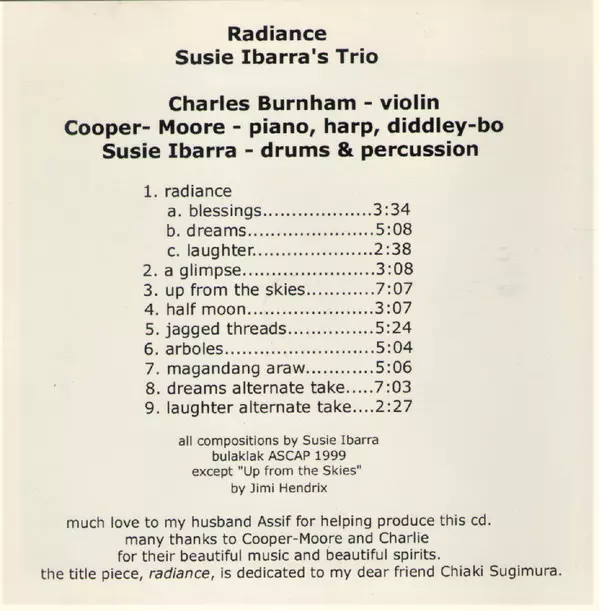 Radiance
Susie Ibarra's Trio
Charles Burnham - violin
Cooper- Moore - piano, harp, diddley-bo
Susie Ibarra - drums & percussion
1. radiance
a. blessings...................3:34
b. dreams......................5:08
c. laughter.....................2:38
2. a glimpse.......................3:08
3. up from the skies............7:07
4. half moon......................3:07
5. jagged threads...............5:24
6. arboles..........................5:04
7. magandang araw............5:06
8. dreams alternate take.....7:03
9. laughter alternate take....2:27
all compositions by Susie Ibarra
bulaklak ASCAP 1999
except "Up from the Skies"
by Jimi Hendrix
much love to my husband Assif for helping produce this cd.
many thanks to Cooper-Moore and Charlie
for their beautiful music and beautiful spirits.
the title piece, radiance, is dedicated to my dear friend Chiaki Sugimura.